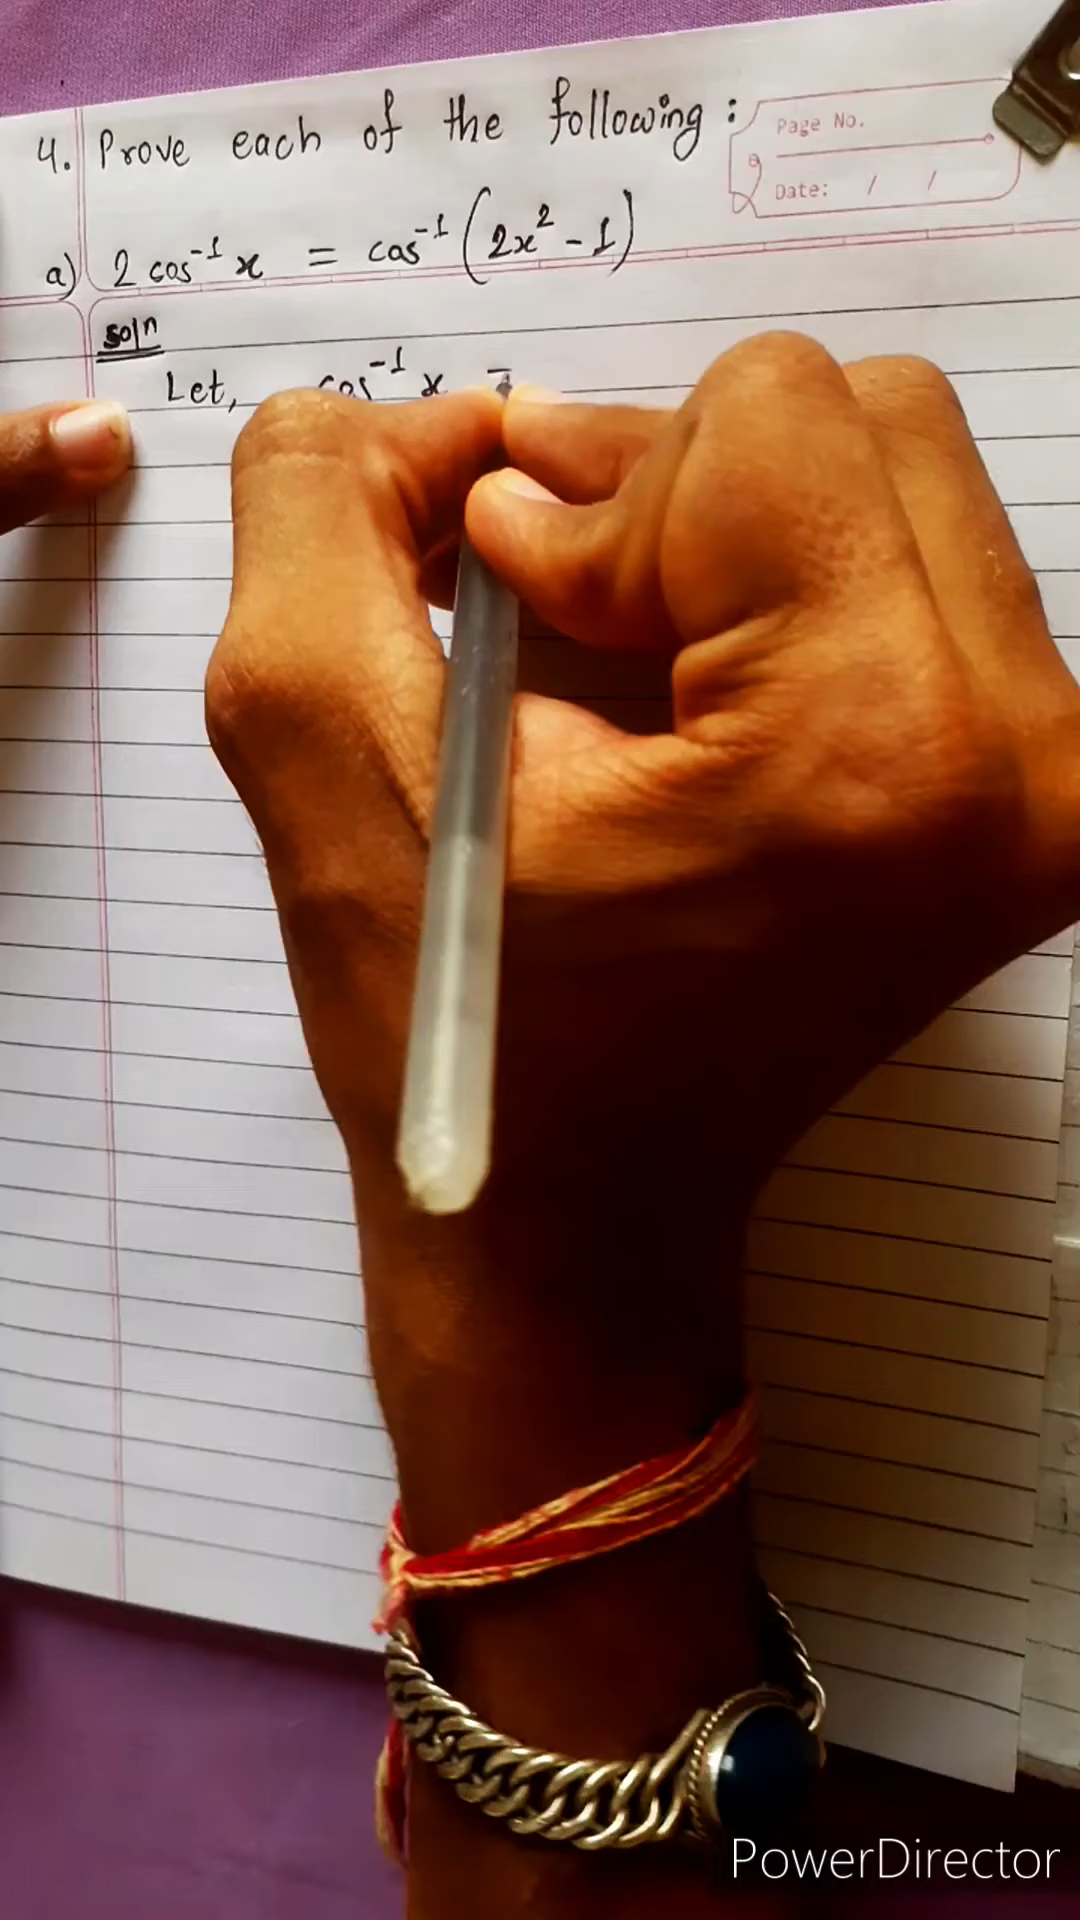 4. Prove each of the following :
Page No.
Date: / /
a) 2 cos⁻¹ x = cos⁻¹ (2x² - 1)
soln
Let, cos⁻¹ x
PowerDirector